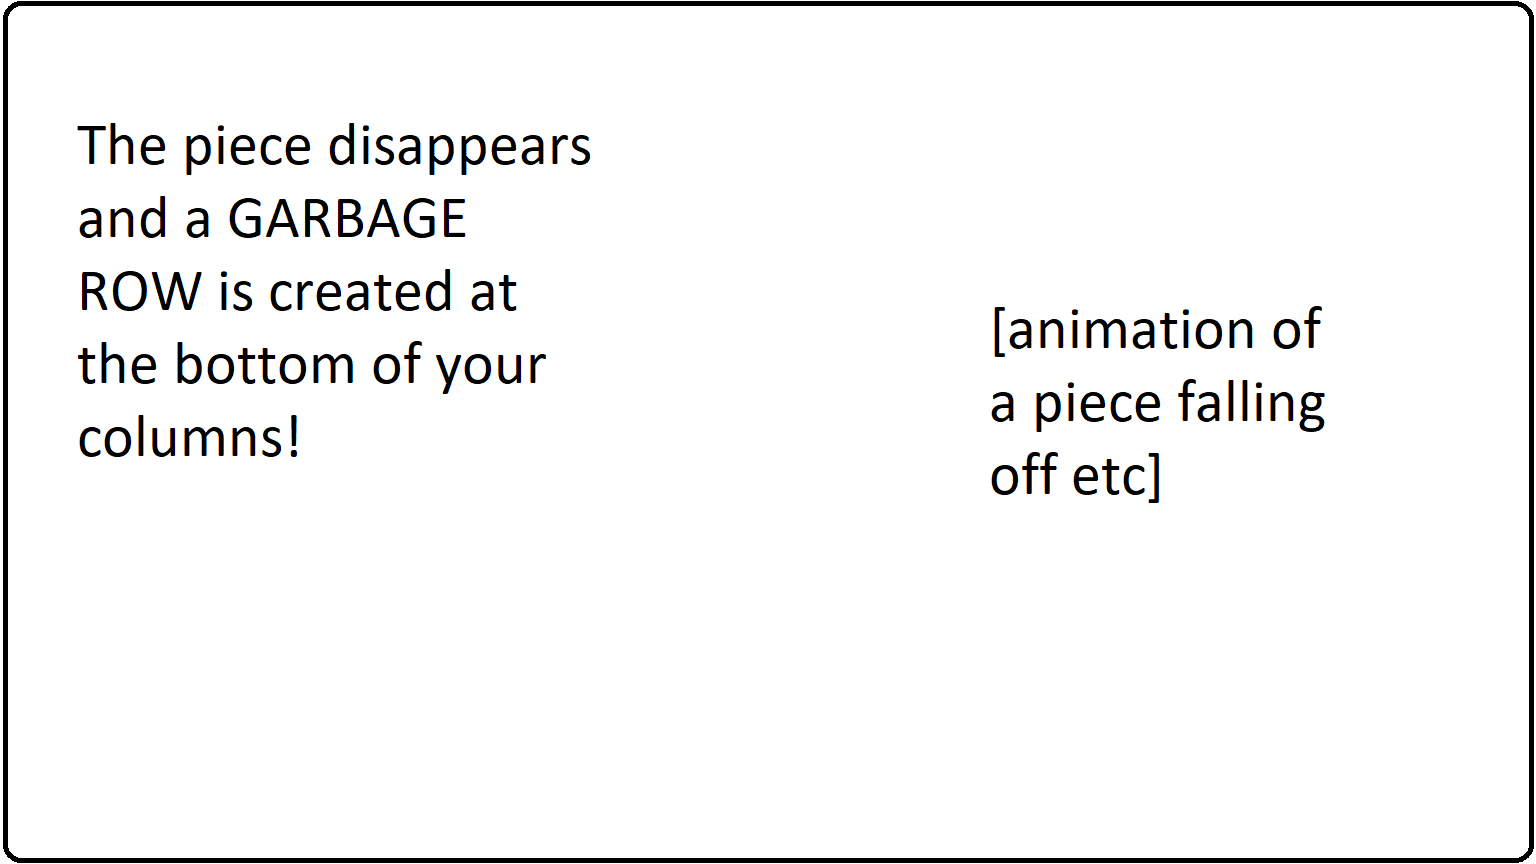 The piece disappears
and a GARBAGE
ROW is created at
the bottom of your
columns!
[animation of
a piece falling
off etc]